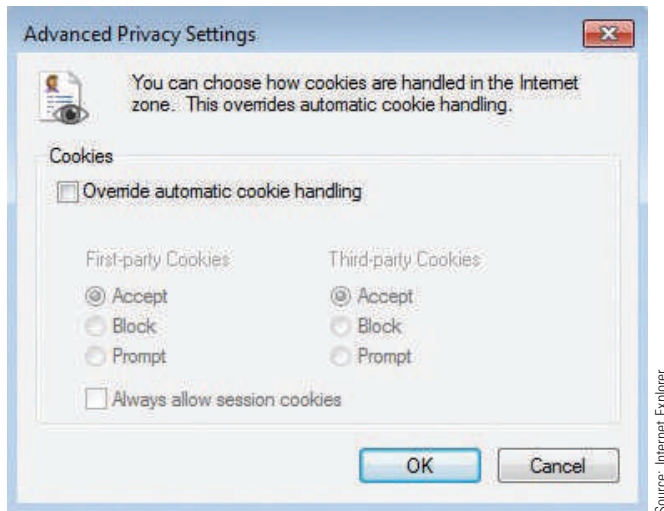 Advanced Privacy Settings
You can choose how cookies are handled in the Internet
zone. This overrides automatic cookie handling.
Cookies
Override automatic cookie handling
First-party Cookies
Third-party Cookies
Accept
Accept
Block
Block
Prompt
Prompt
Always allow session cookies
OK
Cancel
Source: Internet Explorer